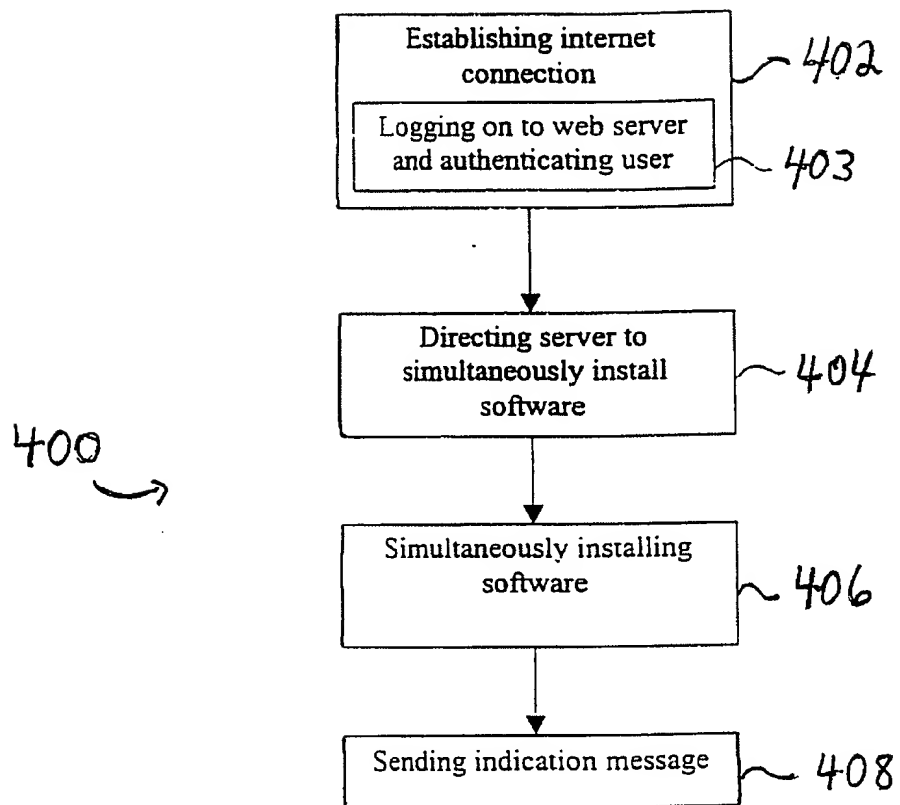 Establishing internet
connection
402
Logging on to web server
and authenticating user
403
Directing server to
simultaneously install
software
404
400
Simultaneously installing
software
406
Sending indication message
408